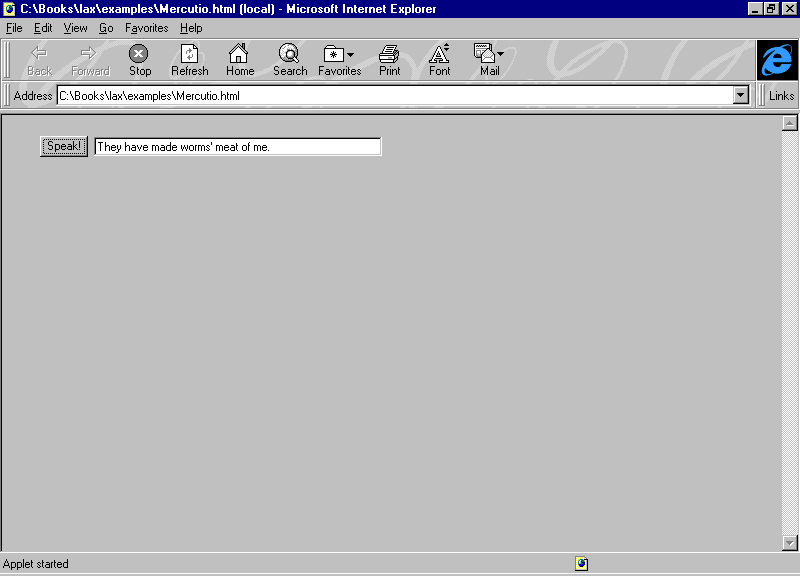 C:\Books\lax\examples\Mercutio.html (local) - Microsoft Internet Explorer
File Edit View Go Favorites Help
Back Forward Stop Refresh Home Search Favorites Print Font Mail
Address C:\Books\lax\examples\Mercutio.html Links
Speak! They have made worms' meat of me.
Applet started